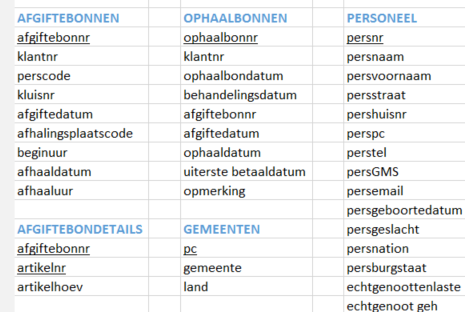 AFGIFTEBONNEN
afgiftebonnr
klantnr
perscode
kluisnr
afgiftedatum
afhalingsplaatscode
beginuur
afhaaldatum
afhaaluur
AFGIFTEBONDETAILS
afgiftebonnr
artikelnr
artikelhoev
OPHAALBONNEN
ophaalbonnr
klantnr
ophaalbondatum
behandelingsdatum
afgiftebonnr
afgiftedatum
ophaaldatum
uiterste betaaldatum
opmerking
GEMEENTEN
pc
gemeente
land
PERSONEEL
persnr
persnaam
persvoornaam
persstraat
pershuisnr
perspc
perstel
persGMS
persemail
persgeboortedatum
persgeslacht
persnation
persburgstaat
echtgenoottenlaste
echtgenoot geh